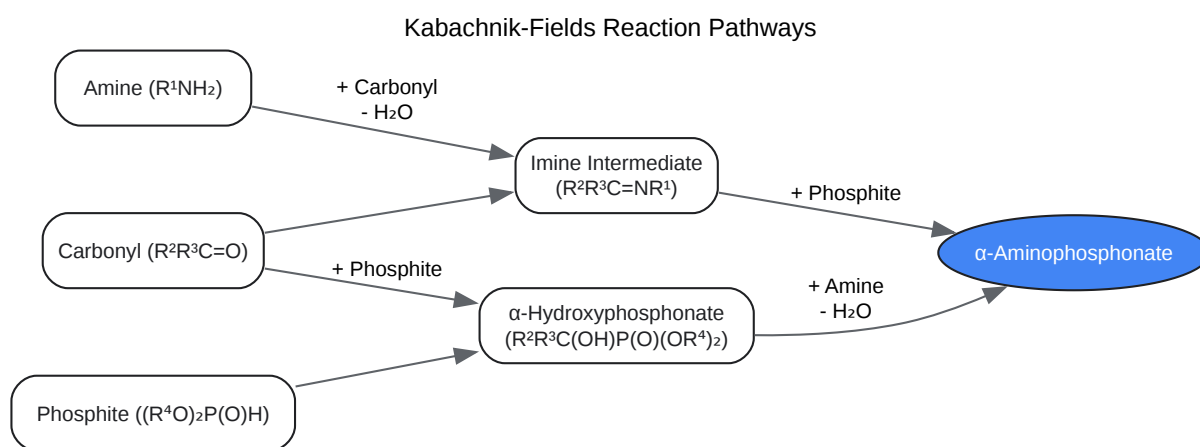 Kabachnik-Fields Reaction Pathways
Amine (R¹NH₂)
+ Carbonyl
- H₂O
Imine Intermediate
(R²R³C=NR¹)
+ Phosphite
Carbonyl (R²R³C=O)
+ Phosphite
α-Aminophosphonate
+ Amine
- H₂O
α-Hydroxyphosphonate
(R²R³C(OH)P(O)(OR⁴)₂)
Phosphite ((R⁴O)₂P(O)H)